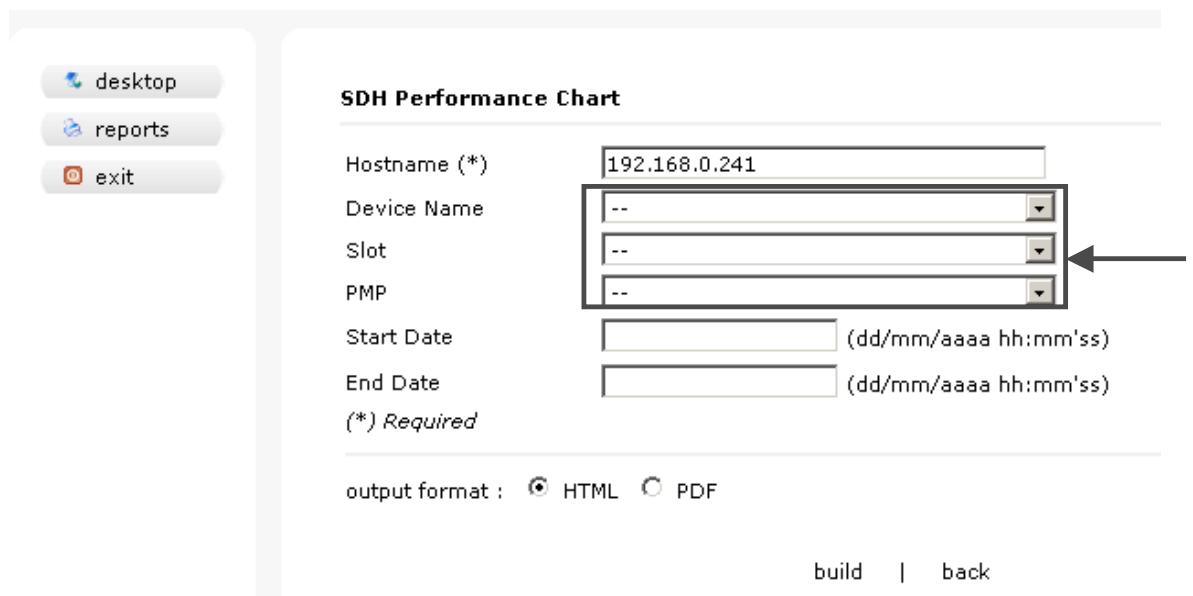 desktop
reports
exit
SDH Performance Chart
Hostname (*) 192.168.0.241
Device Name --
Slot --
PMP --
Start Date (dd/mm/aaaa hh:mm'ss)
End Date (dd/mm/aaaa hh:mm'ss)
(*) Required
output format : HTML PDF
build | back